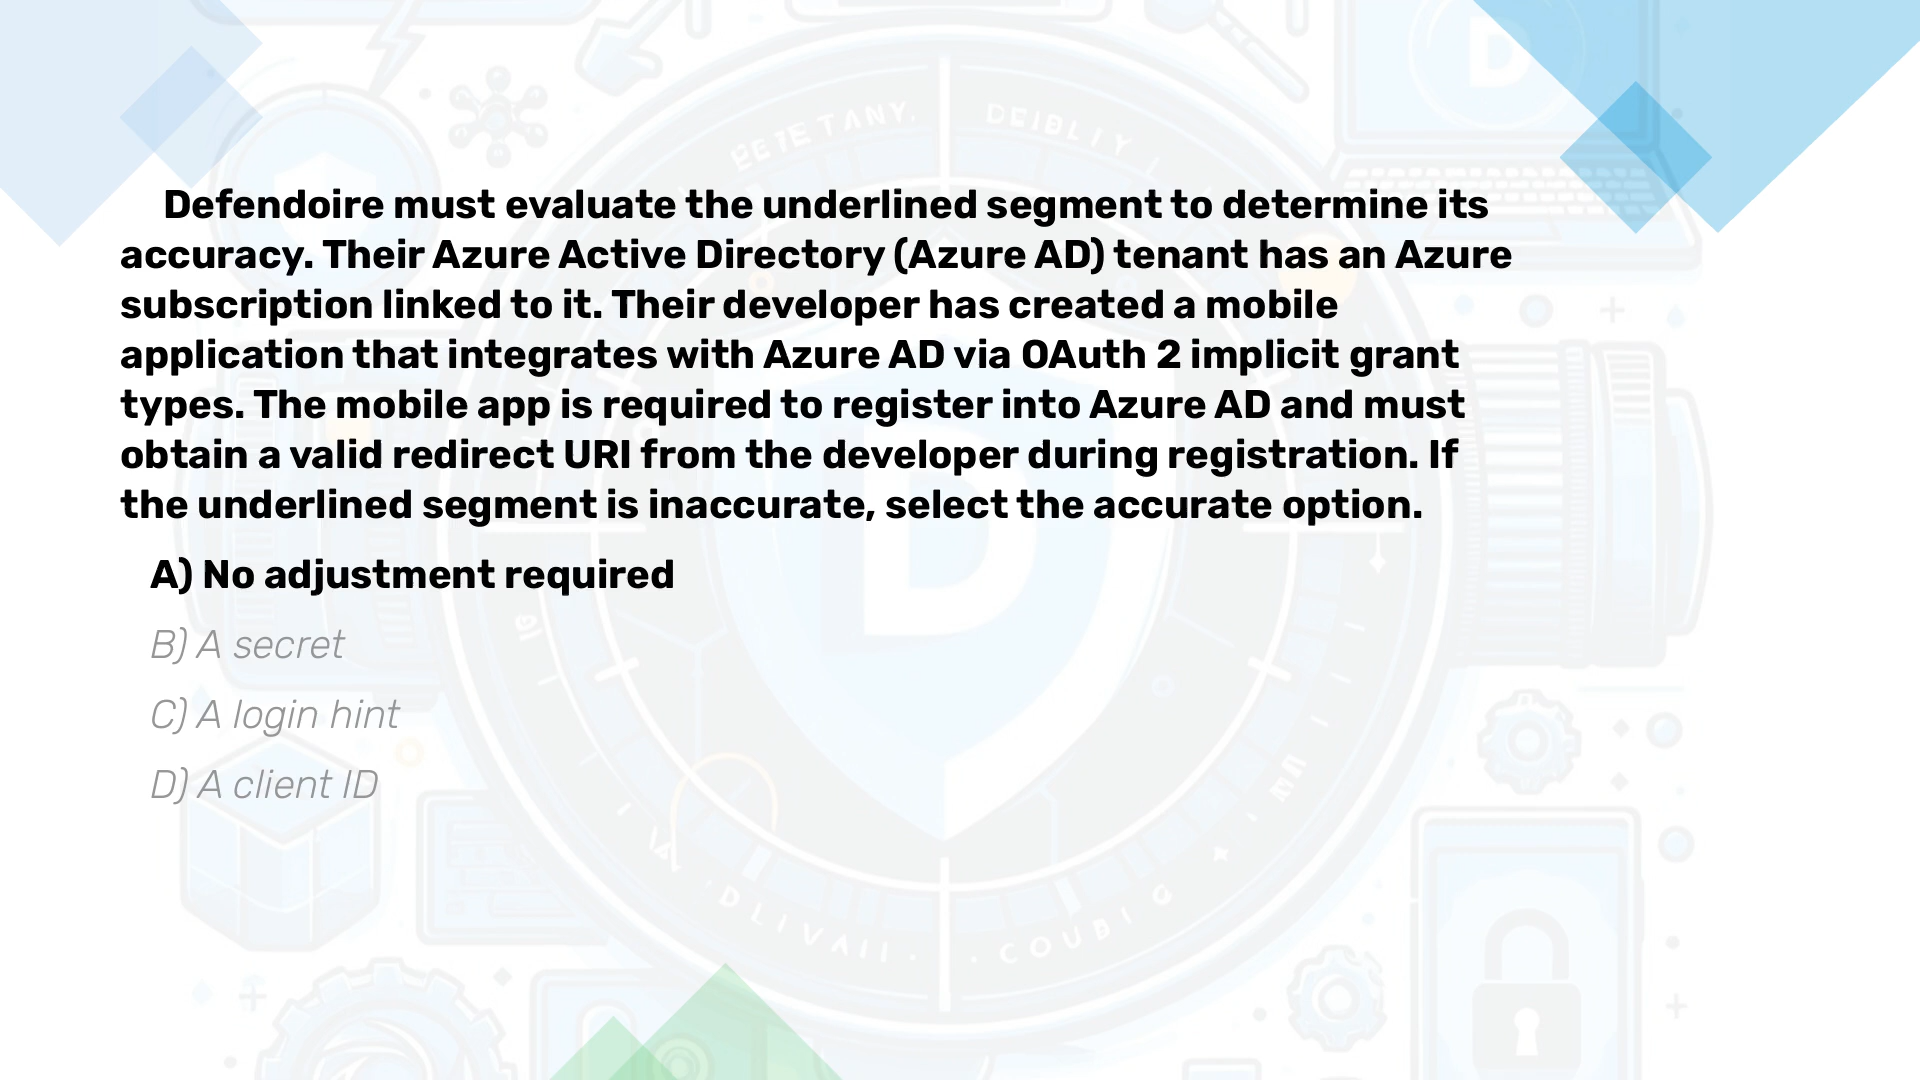 Defendoire must evaluate the underlined segment to determine its
accuracy. Their Azure Active Directory (Azure AD) tenant has an Azure
subscription linked to it. Their developer has created a mobile
application that integrates with Azure AD via OAuth 2 implicit grant
types. The mobile app is required to register into Azure AD and must
obtain a valid redirect URI from the developer during registration. If
the underlined segment is inaccurate, select the accurate option.
A) No adjustment required
B) A secret
C) A login hint
D) A client ID
D
D